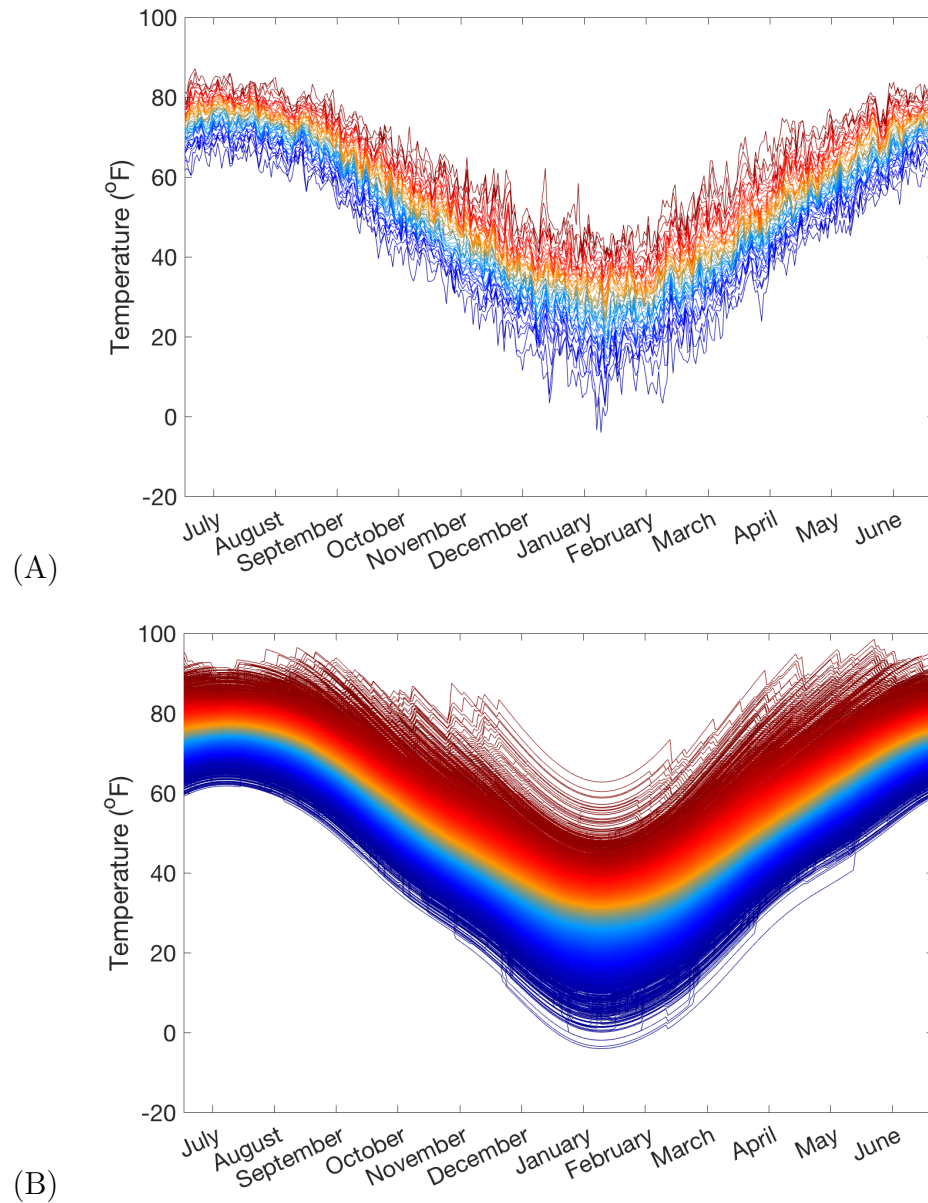 100
80
60
40
20
0
-20
Temperature (°F)
July
August
September
October
November
December
January
February
March
April
May
June
(A)
100
80
60
40
20
0
-20
Temperature (°F)
July
August
September
October
November
December
January
February
March
April
May
June
(B)